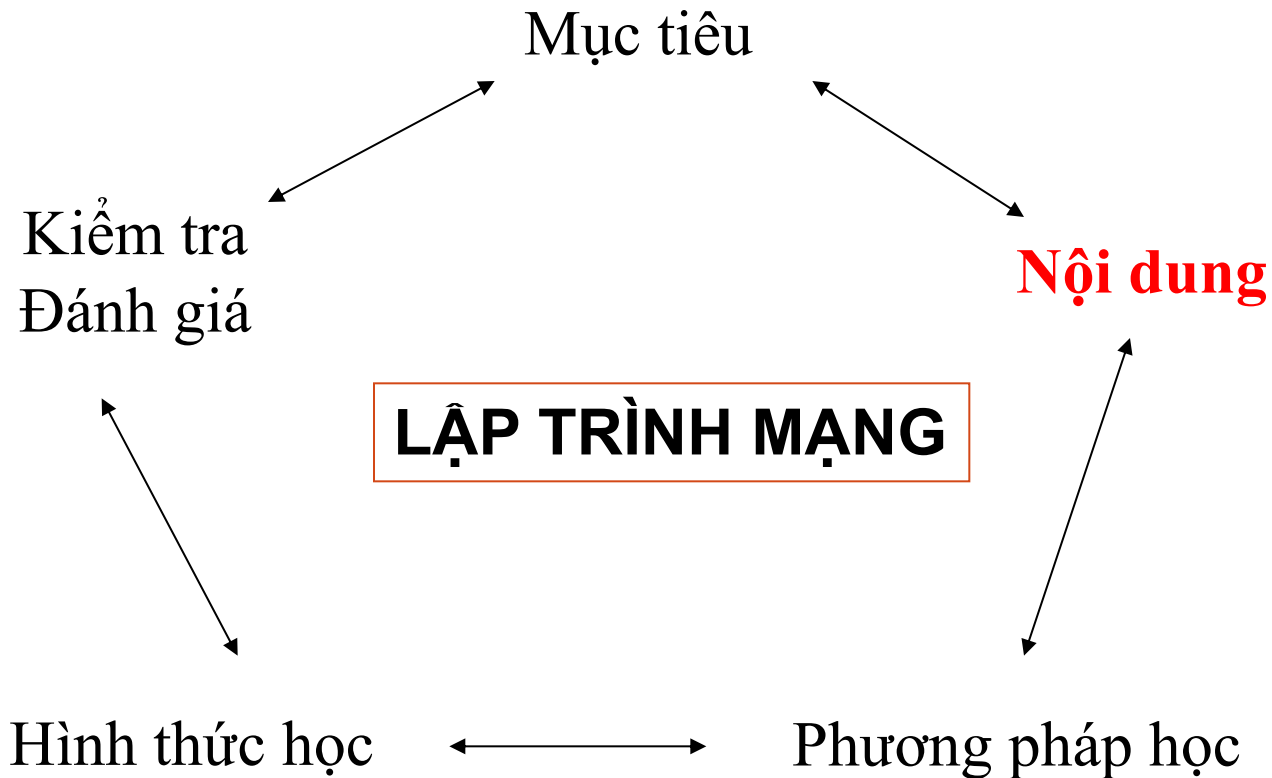 Mục tiêu
Kiểm tra
Đánh giá
Nội dung
LẬP TRÌNH MẠNG
Hình thức học
Phương pháp học